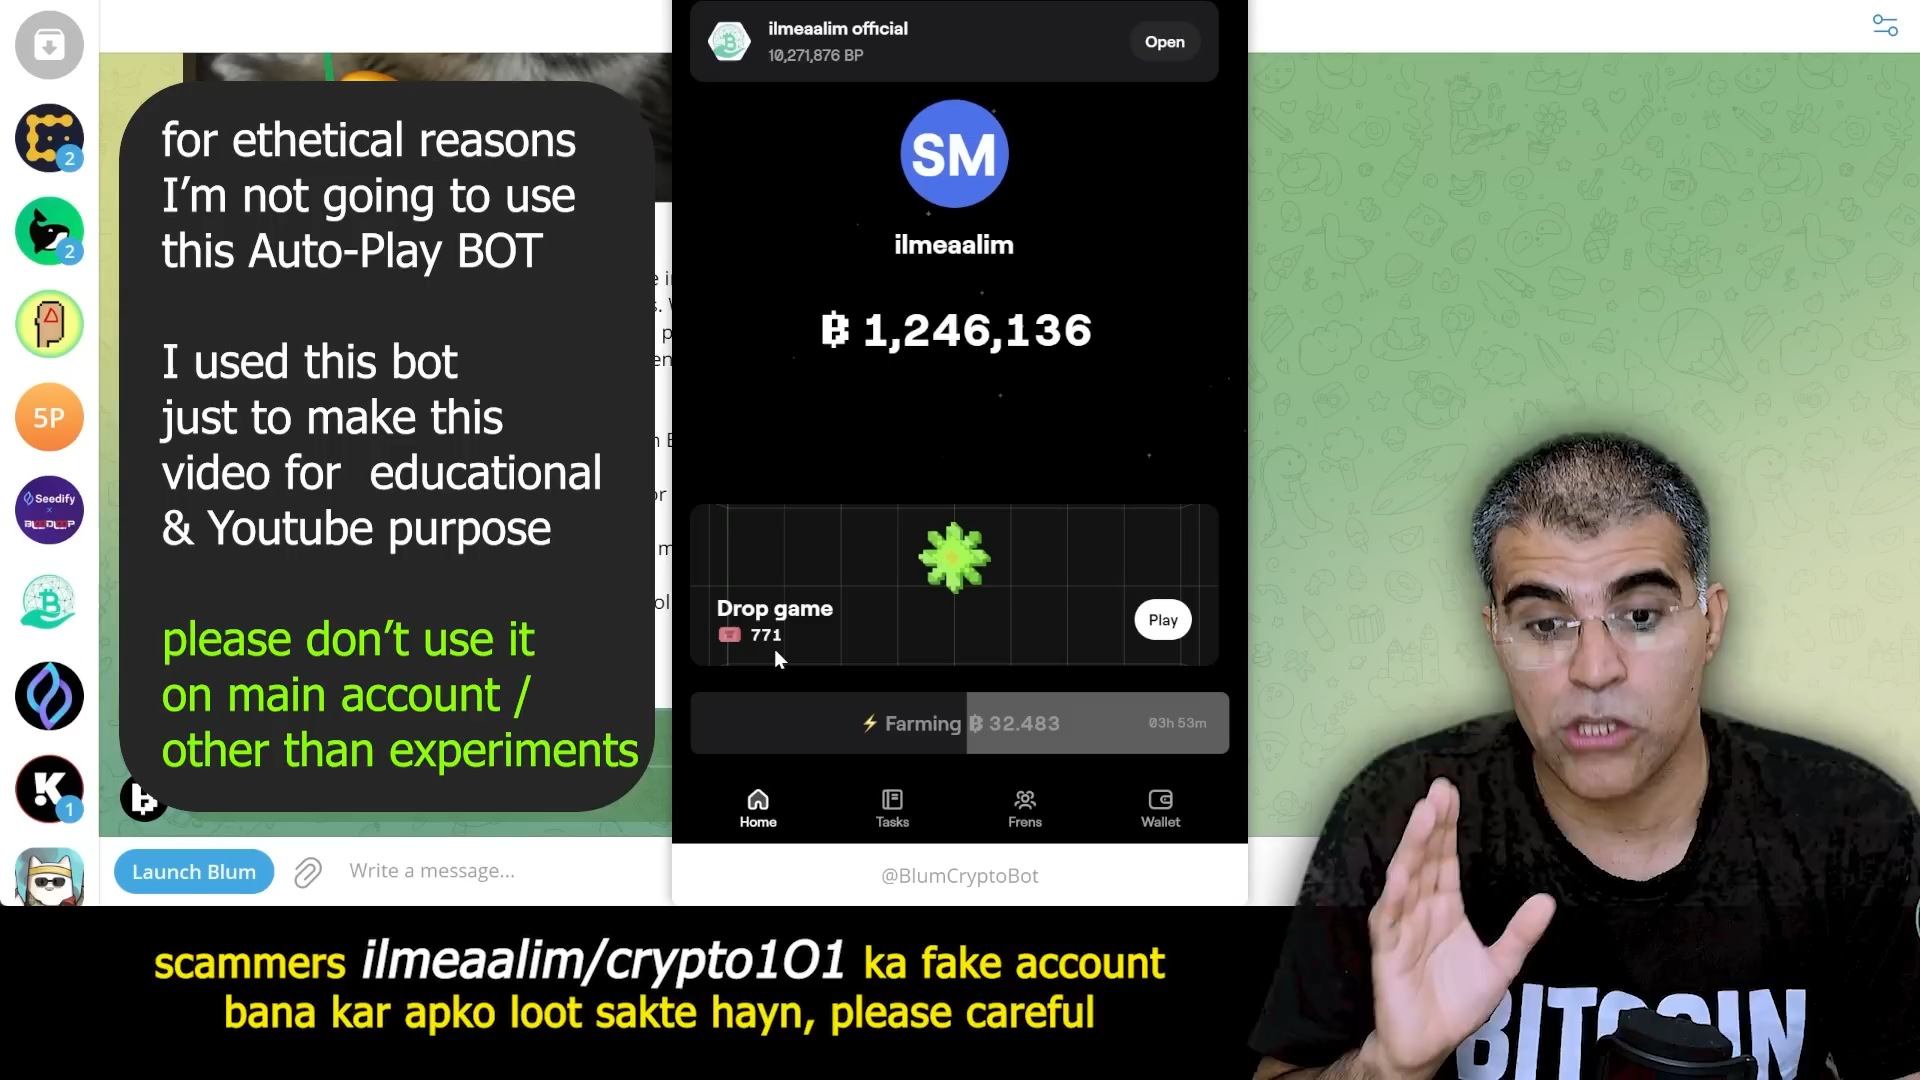 ilmeaalim official
10,271,876 BP
Open
for ethetical reasons
I'm not going to use
this Auto-Play BOT
I used this bot
just to make this
video for educational
& Youtube purpose
please don't use it
on main account /
other than experiments
2
2
5P
Seedify
1
SM
ilmeaalim
1,246,136
Drop game
771
Play
Farming
32.483
03h 53m
Home
Tasks
Frens
Wallet
Launch Blum
Write a message...
@BlumCryptoBot
scammers ilmeaalim/crypto1O1 ka fake account
bana kar apko loot sakte hayn, please careful
BITCOIN